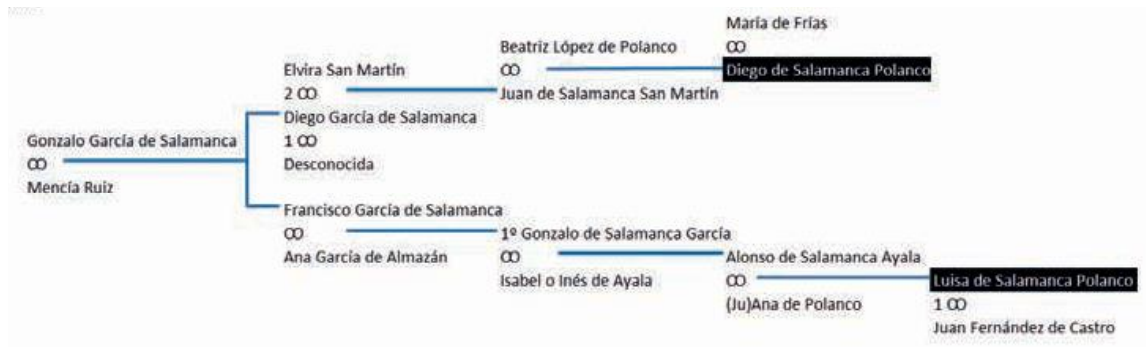 María de Frías
Beatriz López de Polanco
ꝏ
ꝏ
Diego de Salamanca Polanco
Elvira San Martín
2 ꝏ
Juan de Salamanca San Martín
Diego García de Salamanca
1 ꝏ
Desconocida
Gonzalo García de Salamanca
ꝏ
Mencía Ruiz
Francisco García de Salamanca
ꝏ
Ana García de Almazán
1º Gonzalo de Salamanca García
ꝏ
Isabel o Inés de Ayala
Alonso de Salamanca Ayala
ꝏ
(Ju)Ana de Polanco
Luisa de Salamanca Polanco
1 ꝏ
Juan Fernández de Castro